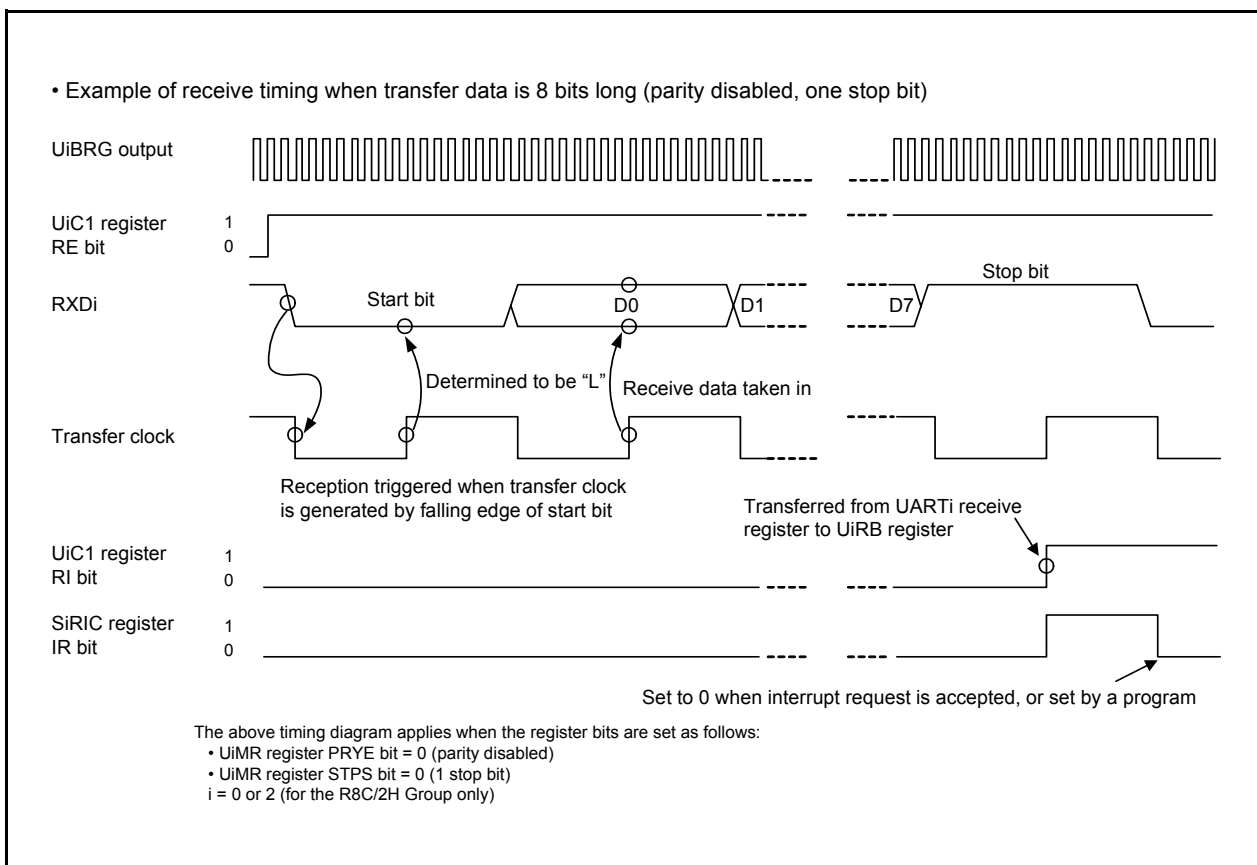 • Example of receive timing when transfer data is 8 bits long (parity disabled, one stop bit)
UiBRG output
UiC1 register
RE bit
1
0
RXDi
Start bit
D0
D1
D7
Stop bit
Determined to be “L”
Receive data taken in
Transfer clock
Reception triggered when transfer clock
is generated by falling edge of start bit
Transferred from UARTi receive
register to UiRB register
UiC1 register
RI bit
1
0
SiRIC register
IR bit
1
0
Set to 0 when interrupt request is accepted, or set by a program
The above timing diagram applies when the register bits are set as follows:
• UiMR register PRYE bit = 0 (parity disabled)
• UiMR register STPS bit = 0 (1 stop bit)
i = 0 or 2 (for the R8C/2H Group only)